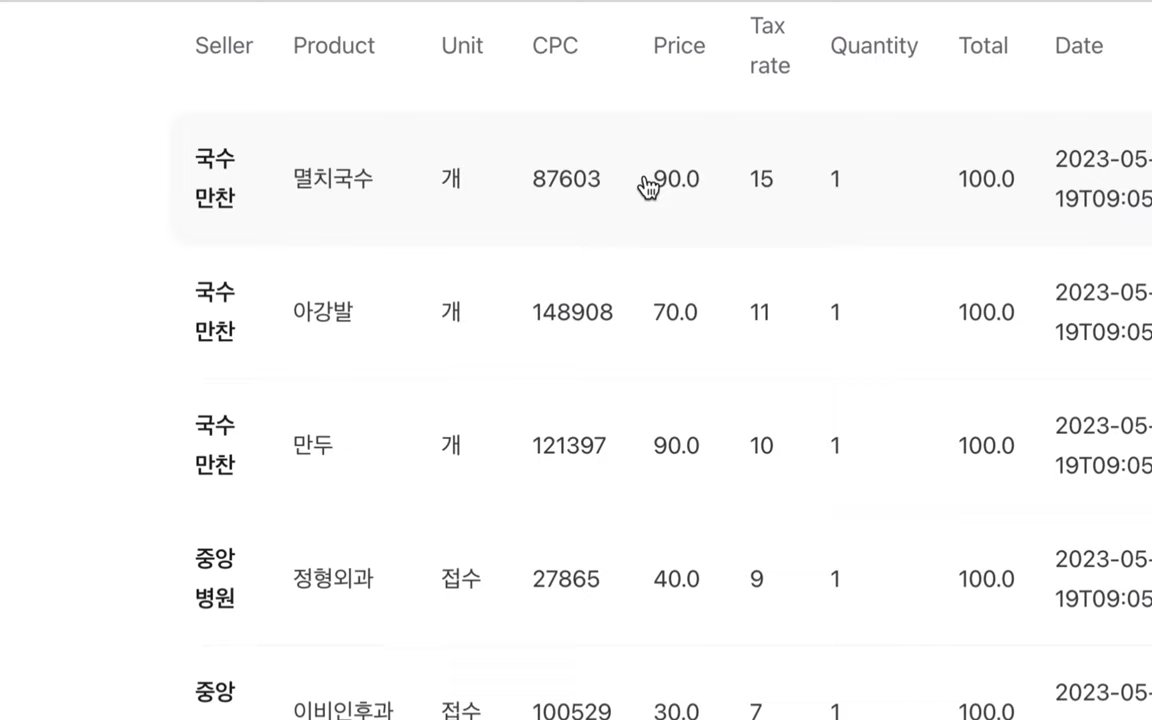 Seller Product Unit CPC Price Tax rate Quantity Total Date
국수 만찬 멸치국수 개 87603 90.0 15 1 100.0 2023-05-19T09:05
국수 만찬 아강발 개 148908 70.0 11 1 100.0 2023-05-19T09:05
국수 만찬 만두 개 121397 90.0 10 1 100.0 2023-05-19T09:05
중앙 병원 정형외과 접수 27865 40.0 9 1 100.0 2023-05-19T09:05
중앙 이비인후과 접수 100529 30.0 7 1 100.0 2023-05-